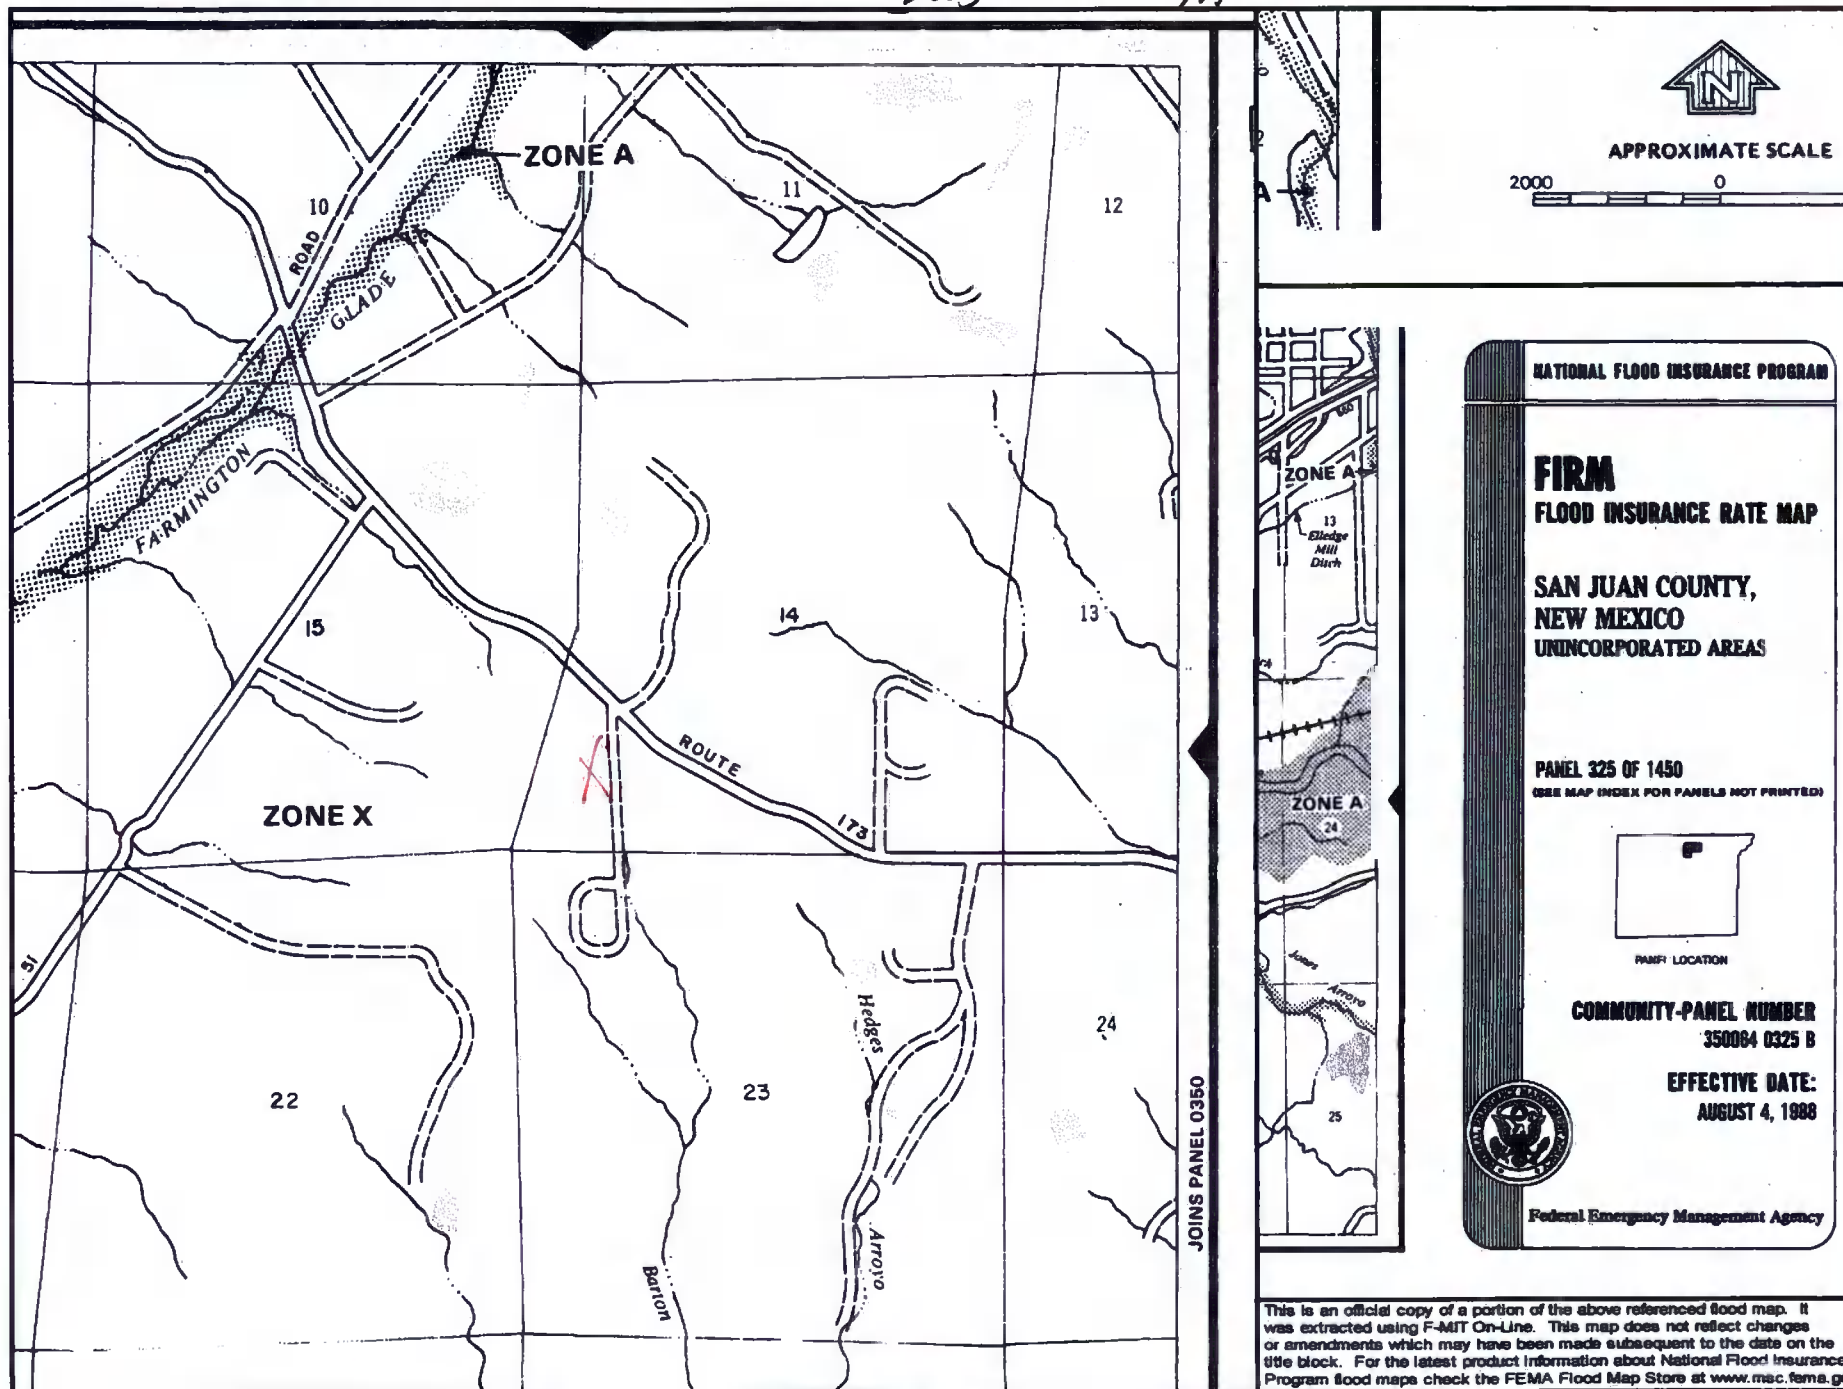 ZONE A
10
11
12
ROAD
GLADE
FARMINGTON
15
14
13
ROUTE
173
ZONE X
51
22
23
24
Hedges
Arroyo
Barton
JOINS PANEL 0350
A
ZONE A
13
Elledge
Mill
Ditch
ZONE A
24
Jones
Arroyo
25
N
APPROXIMATE SCALE
2000 0
NATIONAL FLOOD INSURANCE PROGRAM
FIRM
FLOOD INSURANCE RATE MAP
SAN JUAN COUNTY,
NEW MEXICO
UNINCORPORATED AREAS
PANEL 325 OF 1450
(SEE MAP INDEX FOR PANELS NOT PRINTED)
PANEL LOCATION
COMMUNITY-PANEL NUMBER
350064 0325 B
EFFECTIVE DATE:
AUGUST 4, 1988
Federal Emergency Management Agency
This is an official copy of a portion of the above referenced flood map. It
was extracted using F-MIT On-Line. This map does not reflect changes
or amendments which may have been made subsequent to the date on the
title block. For the latest product information about National Flood Insurance
Program flood maps check the FEMA Flood Map Store at www.msc.fema.g